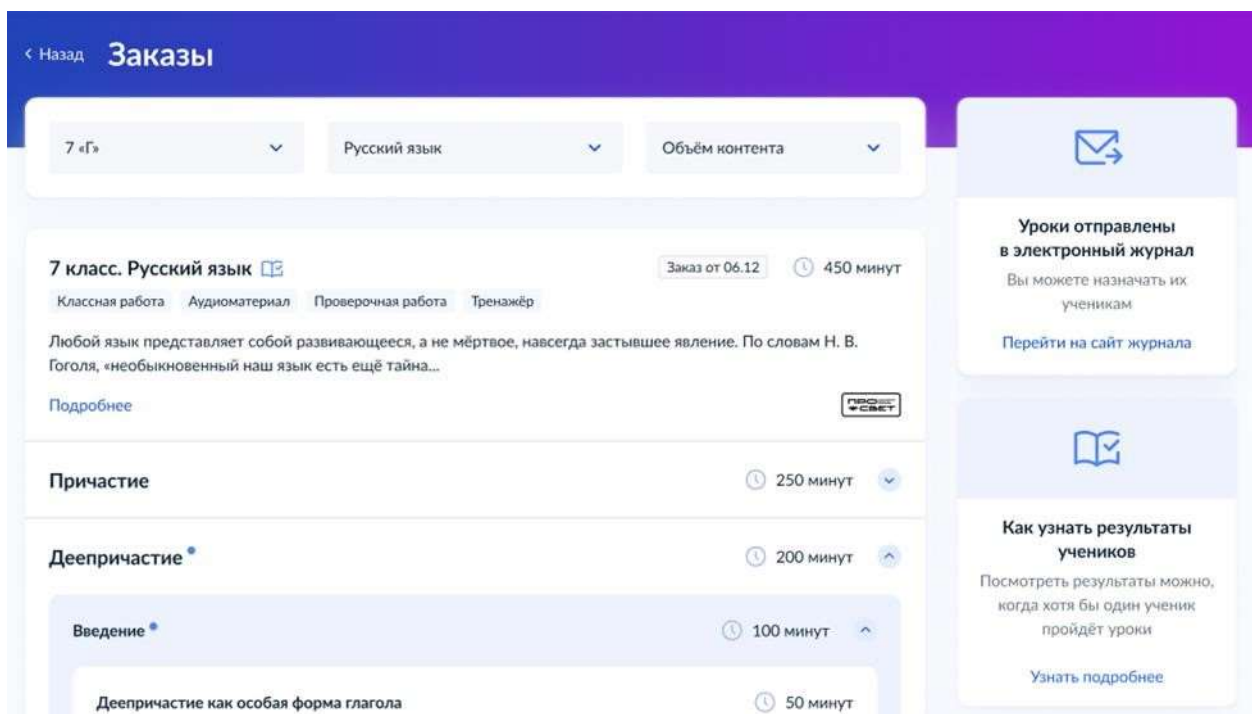 Назад Заказы
7 «Г» Русский язык Объём контента
7 класс. Русский язык Заказ от 06.12 450 минут
Классная работа Аудиоматериал Проверочная работа Тренажёр
Любой язык представляет собой развивающееся, а не мёртвое, навсегда застывшее явление. По словам Н. В.
Гоголя, «необыкновенный наш язык есть ещё тайна...
Подробнее
ПРО
СВЕТ
Причастие 250 минут
Деепричастие 200 минут
Введение 100 минут
Деепричастие как особая форма глагола 50 минут
Уроки отправлены
в электронный журнал
Вы можете назначать их
ученикам
Перейти на сайт журнала
Как узнать результаты
учеников
Посмотреть результаты можно,
когда хотя бы один ученик
пройдёт уроки
Узнать подробнее